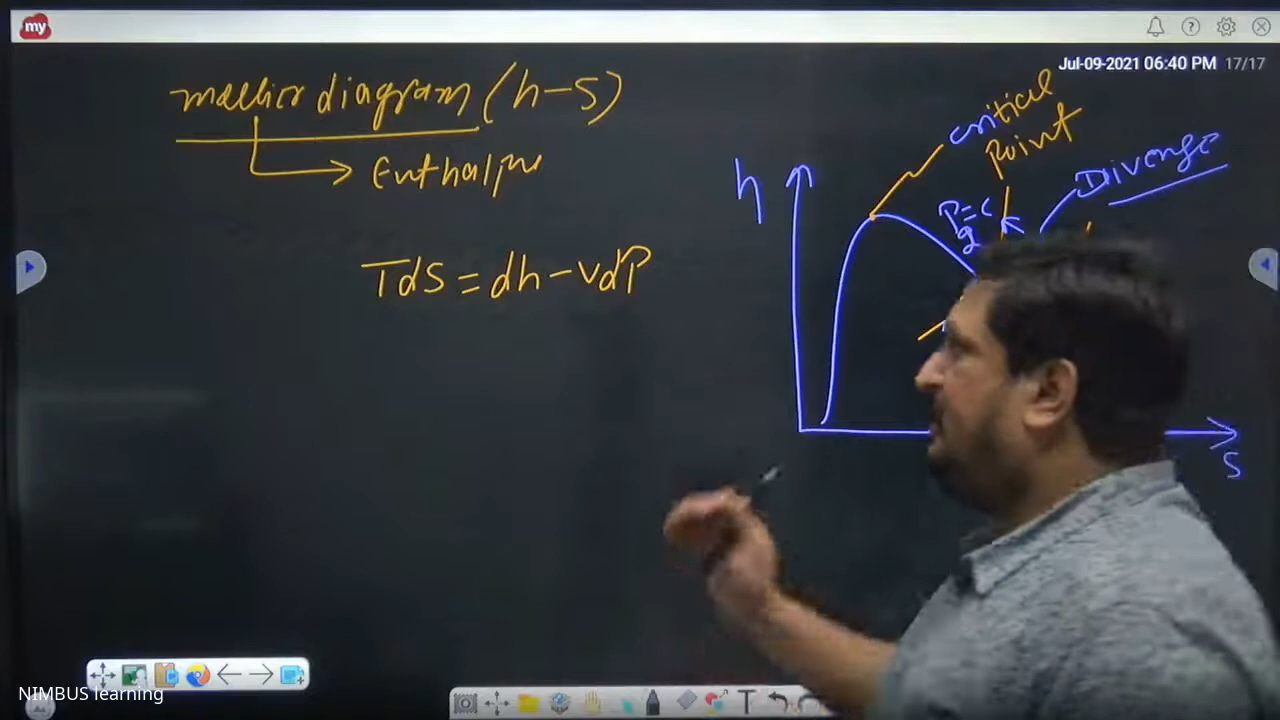 my
Jul-09-2021 06:40 PM 17/17
mollior diagram (h-s)
Enthalpy
critical
point
Diverge
h
P=c
TdS = dh - vdP
s
T
NIMBUS learning